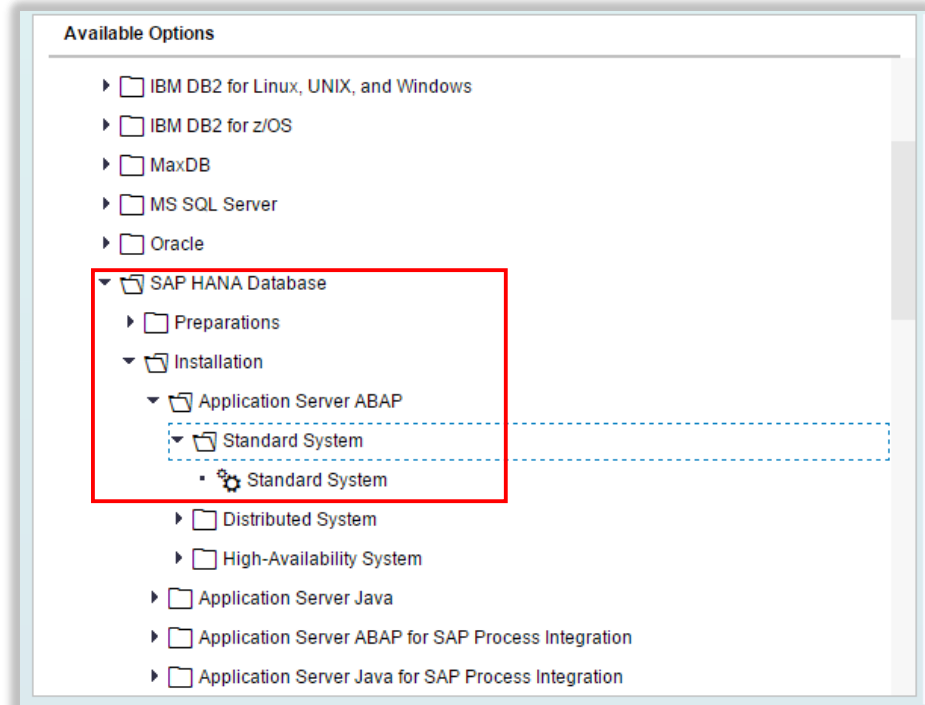 Available Options
IBM DB2 for Linux, UNIX, and Windows
IBM DB2 for z/OS
MaxDB
MS SQL Server
Oracle
SAP HANA Database
Preparations
Installation
Application Server ABAP
Standard System
Standard System
Distributed System
High-Availability System
Application Server Java
Application Server ABAP for SAP Process Integration
Application Server Java for SAP Process Integration